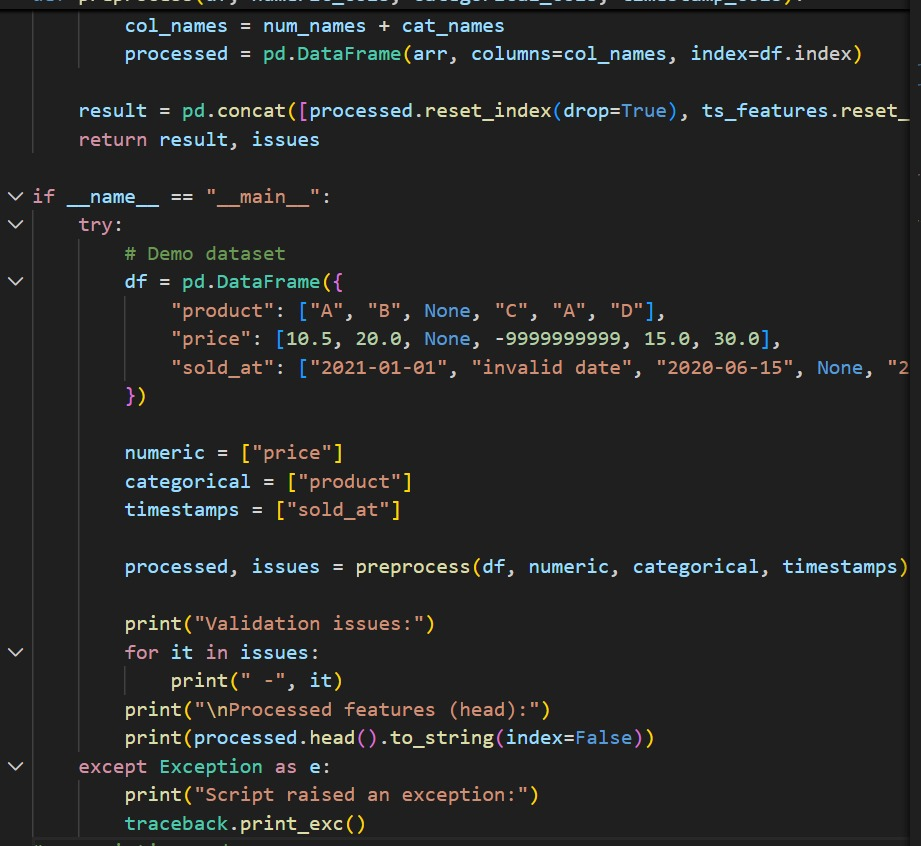 col_names = num_names + cat_names
processed = pd.DataFrame(arr, columns=col_names, index=df.index)
result = pd.concat([processed.reset_index(drop=True), ts_features.reset_
return result, issues
if __name__ == "__main__":
try:
# Demo dataset
df = pd.DataFrame({
"product": ["A", "B", None, "C", "A", "D"],
"price": [10.5, 20.0, None, -9999999999, 15.0, 30.0],
"sold_at": ["2021-01-01", "invalid date", "2020-06-15", None, "2
})
numeric = ["price"]
categorical = ["product"]
timestamps = ["sold_at"]
processed, issues = preprocess(df, numeric, categorical, timestamps)
print("Validation issues:")
for it in issues:
print(" -", it)
print("\nProcessed features (head):")
print(processed.head().to_string(index=False))
except Exception as e:
print("Script raised an exception:")
traceback.print_exc()